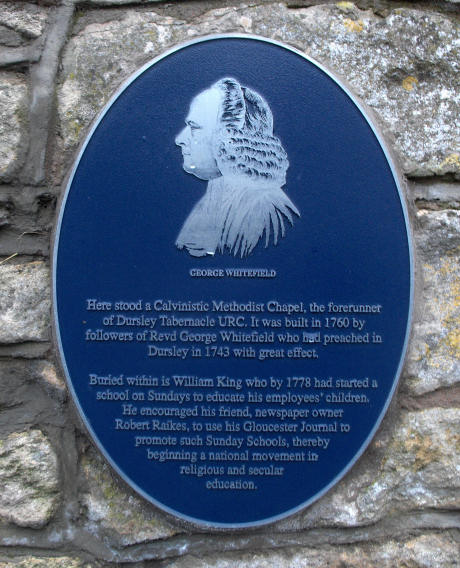 GEORGE WHITEFIELD
Here stood a Calvinistic Methodist Chapel, the forerunner
of Dursley Tabernacle URC. It was built in 1760 by
followers of Revd George Whitefield who had preached in
Dursley in 1743 with great effect.
Buried within is William King who by 1778 had started a
school on Sundays to educate his employees' children.
He encouraged his friend, newspaper owner
Robert Raikes, to use his Gloucester Journal to
promote such Sunday Schools, thereby
beginning a national movement in
religious and secular
education.